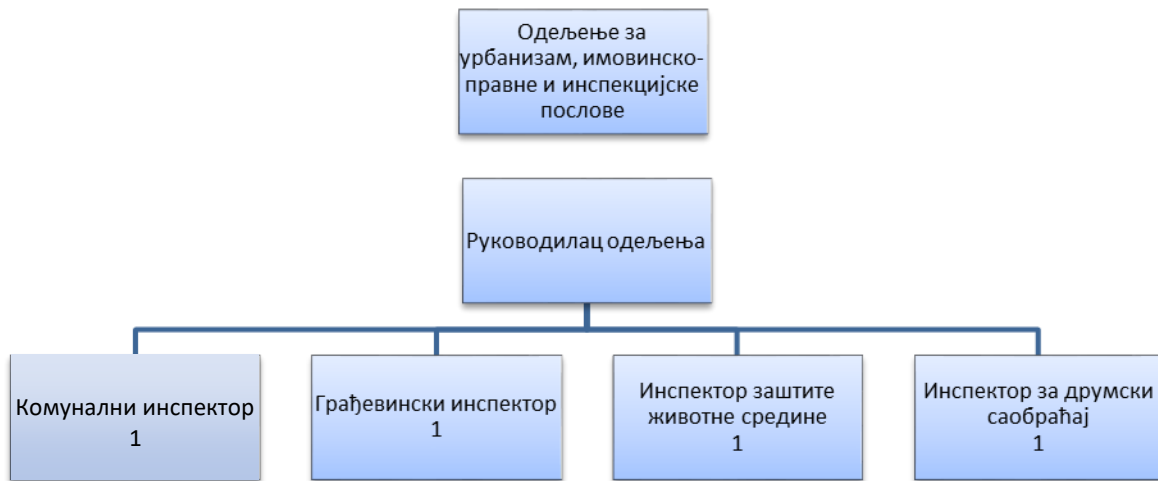 Одељење за
урбанизам, имовинско-
правне и инспекцијске
послове
Руководилац одељења
Комунални инспектор
1
Грађевински инспектор
1
Инспектор заштите
животне средине
1
Инспектор за друмски
саобраћај
1